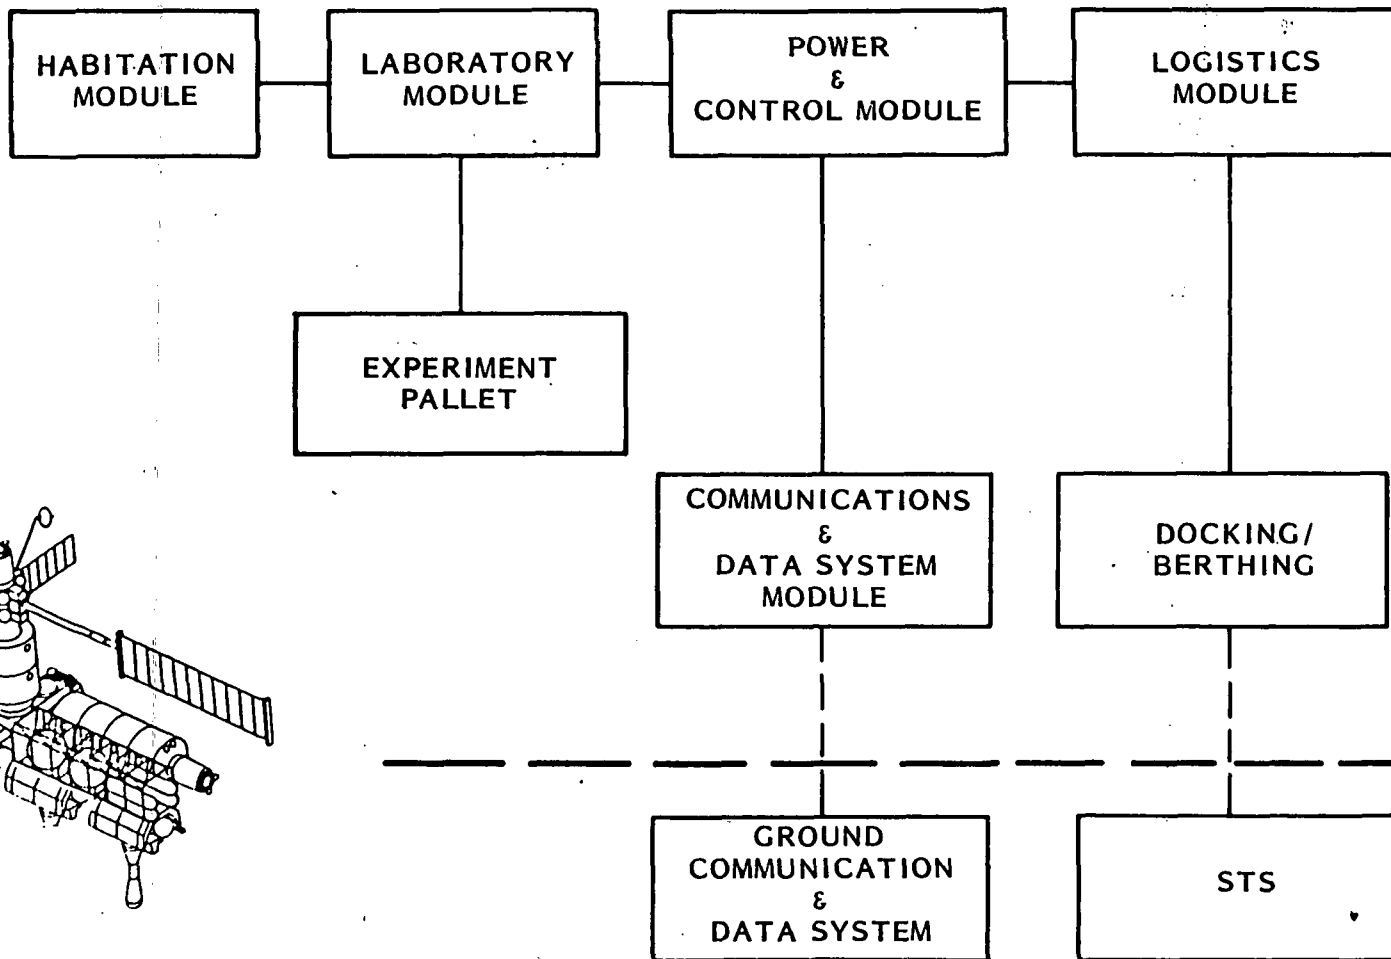 HABITATION
MODULE
LABORATORY
MODULE
POWER
&
CONTROL MODULE
LOGISTICS
MODULE
EXPERIMENT
PALLET
COMMUNICATIONS
&
DATA SYSTEM
MODULE
DOCKING/
BERTHING
GROUND
COMMUNICATION
&
DATA SYSTEM
STS